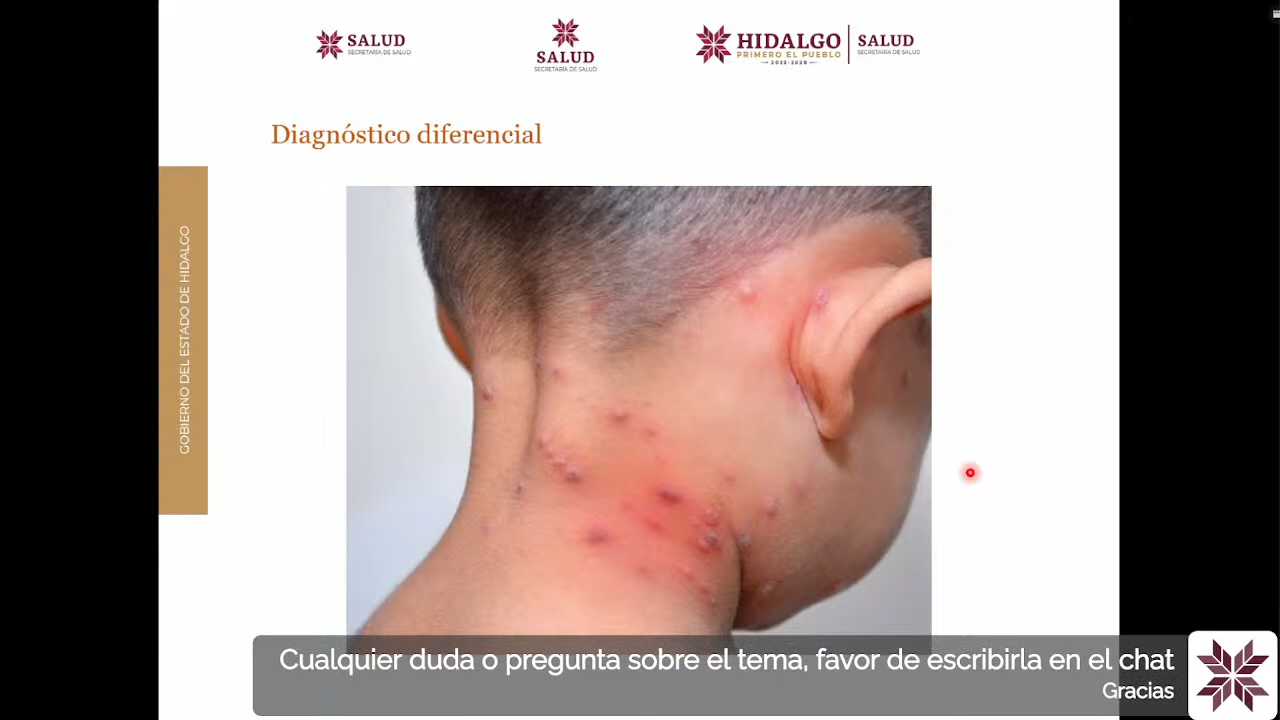 SALUD
SECRETARÍA DE SALUD
SALUD
SECRETARÍA DE SALUD
HIDALGO
PRIMERO EL PUEBLO
2022-2028
SALUD
SECRETARÍA DE SALUD
Diagnóstico diferencial
GOBIERNO DEL ESTADO DE HIDALGO
Cualquier duda o pregunta sobre el tema, favor de escribirla en el chat
Gracias